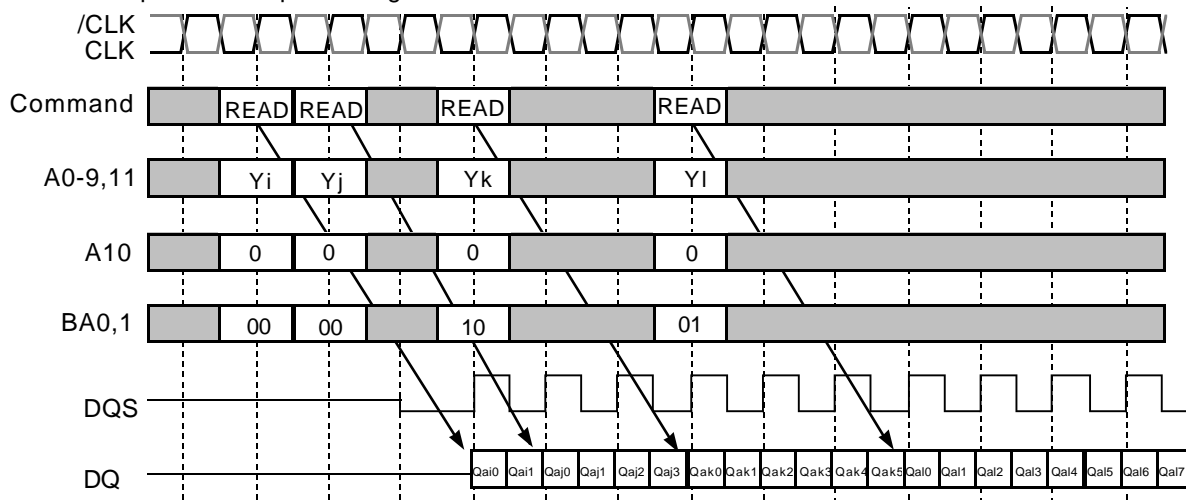 /CLK
CLK
Command READ READ READ READ
A0-9,11 Yi Yj Yk Yl
A10 0 0 0 0
BA0,1 00 00 10 01
DQS
DQ Qai0 Qai1 Qaj0 Qaj1 Qaj2 Qaj3 Qak0 Qak1 Qak2 Qak3 Qak4 Qak5 Qal0 Qal1 Qal2 Qal3 Qal4 Qal5 Qal6 Qal7